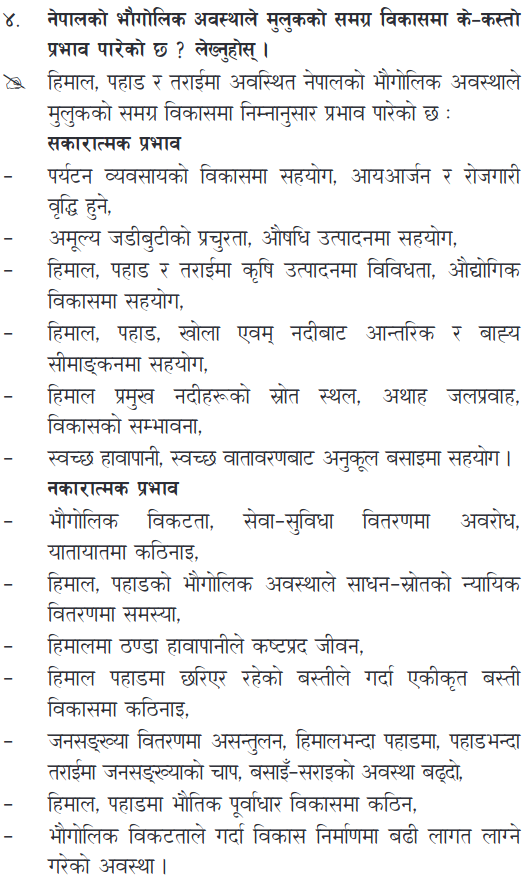 ४. नेपालको भौगोलिक अवस्थाले मुलुकको समग्र विकासमा के-कस्तो
प्रभाव पारेको छ ? लेख्नुहोस् ।
हिमाल, पहाड र तराईमा अवस्थित नेपालको भौगोलिक अवस्थाले
मुलुकको समग्र विकासमा निम्नानुसार प्रभाव पारेको छ :
सकारात्मक प्रभाव
- पर्यटन व्यवसायको विकासमा सहयोग, आयआर्जन र रोजगारी
वृद्धि हुने,
- अमूल्य जडीबुटीको प्रचुरता, औषधि उत्पादनमा सहयोग,
- हिमाल, पहाड र तराईमा कृषि उत्पादनमा विविधता, औद्योगिक
विकासमा सहयोग,
- हिमाल, पहाड, खोला एवम् नदीबाट आन्तरिक र बाह्य
सीमाङ्कनमा सहयोग,
- हिमाल प्रमुख नदीहरूको स्रोत स्थल, अथाह जलप्रवाह,
विकासको सम्भावना,
- स्वच्छ हावापानी, स्वच्छ वातावरणबाट अनुकूल बसाइमा सहयोग ।
नकारात्मक प्रभाव
- भौगोलिक विकटता, सेवा-सुविधा वितरणमा अवरोध,
यातायातमा कठिनाइ,
- हिमाल, पहाडको भौगोलिक अवस्थाले साधन-स्रोतको न्यायिक
वितरणमा समस्या,
- हिमालमा ठण्डा हावापानीले कष्टप्रद जीवन,
- हिमाल पहाडमा छरिएर रहेको बस्तीले गर्दा एकीकृत बस्ती
विकासमा कठिनाइ,
- जनसङ्ख्या वितरणमा असन्तुलन, हिमालभन्दा पहाडमा, पहाडभन्दा
तराईमा जनसङ्ख्याको चाप, बसाइँ-सराइको अवस्था बढ्दो,
- हिमाल, पहाडमा भौतिक पूर्वाधार विकासमा कठिन,
- भौगोलिक विकटताले गर्दा विकास निर्माणमा बढी लागत लाग्ने
गरेको अवस्था ।